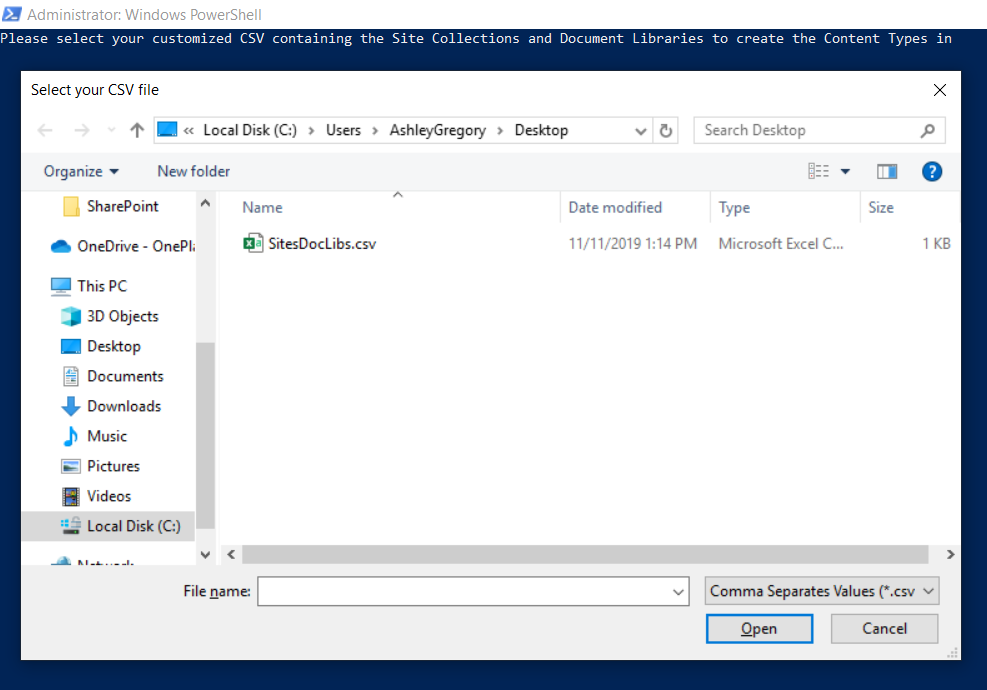 Administrator: Windows PowerShell
Please select your customized CSV containing the Site Collections and Document Libraries to create the Content Types in
Select your CSV file
« Local Disk (C:) › Users › AshleyGregory › Desktop
Search Desktop
Organize
New folder
?
SharePoint
OneDrive - OnePl
This PC
3D Objects
Desktop
Documents
Downloads
Music
Pictures
Videos
Local Disk (C:)
Network
Name Date modified Type Size
SitesDocLibs.csv 11/11/2019 1:14 PM Microsoft Excel C... 1 KB
File name:
Comma Separates Values (*.csv
Open
Cancel